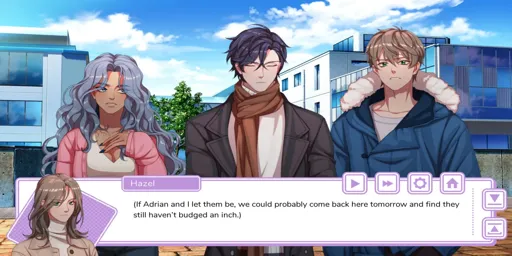 Hazel
(If Adrian and I let them be, we could probably come back here tomorrow and find they
still haven't budged an inch.)